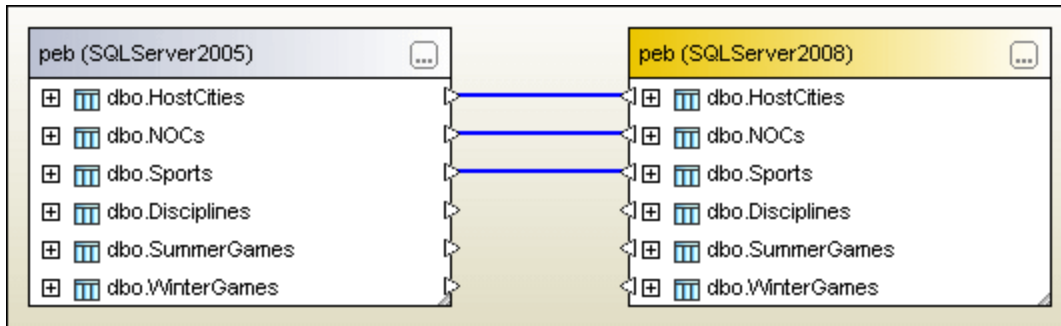 peb (SQLServer2005)
...
dbo.HostCities
dbo.NOCs
dbo.Sports
dbo.Disciplines
dbo.SummerGames
dbo.WinterGames
peb (SQLServer2008)
...
dbo.HostCities
dbo.NOCs
dbo.Sports
dbo.Disciplines
dbo.SummerGames
dbo.WinterGames